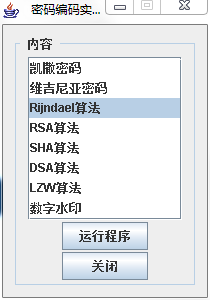 密码编码实...
内容
凯撒密码
维吉尼亚密码
Rijndael算法
RSA算法
SHA算法
DSA算法
LZW算法
数字水印
运行程序
关闭